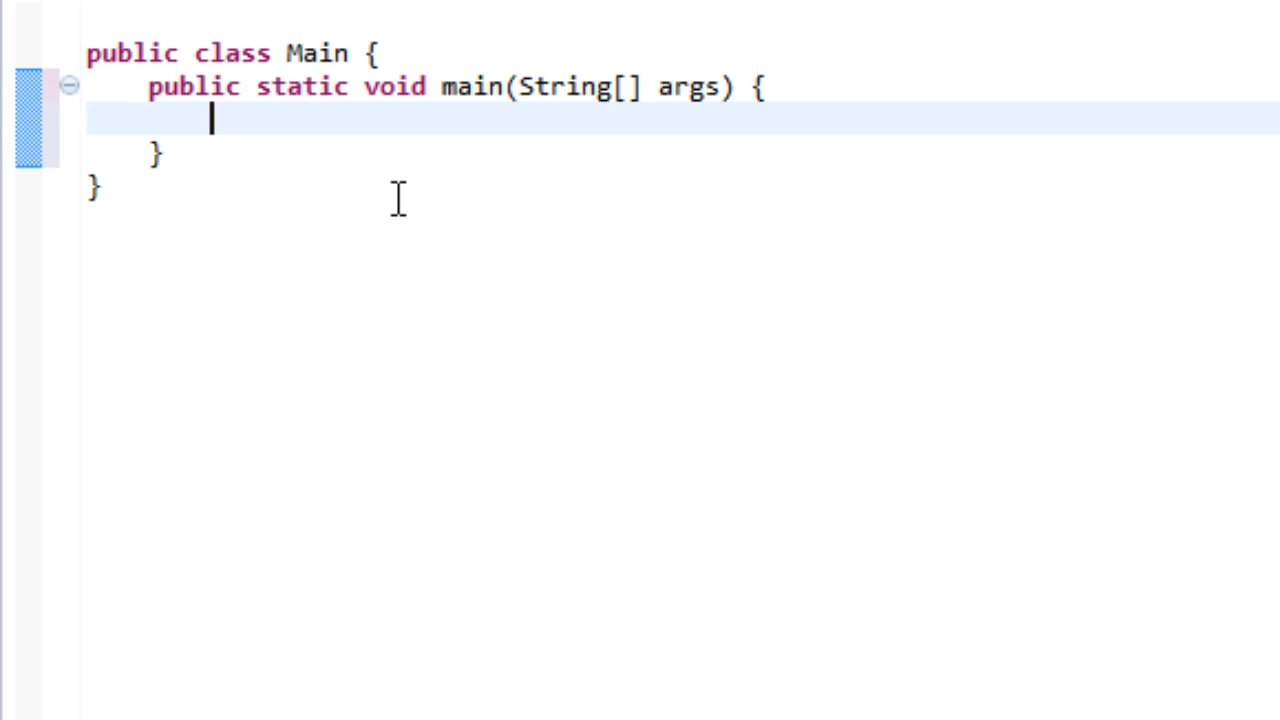 public class Main {
public static void main(String[] args) {
}
}